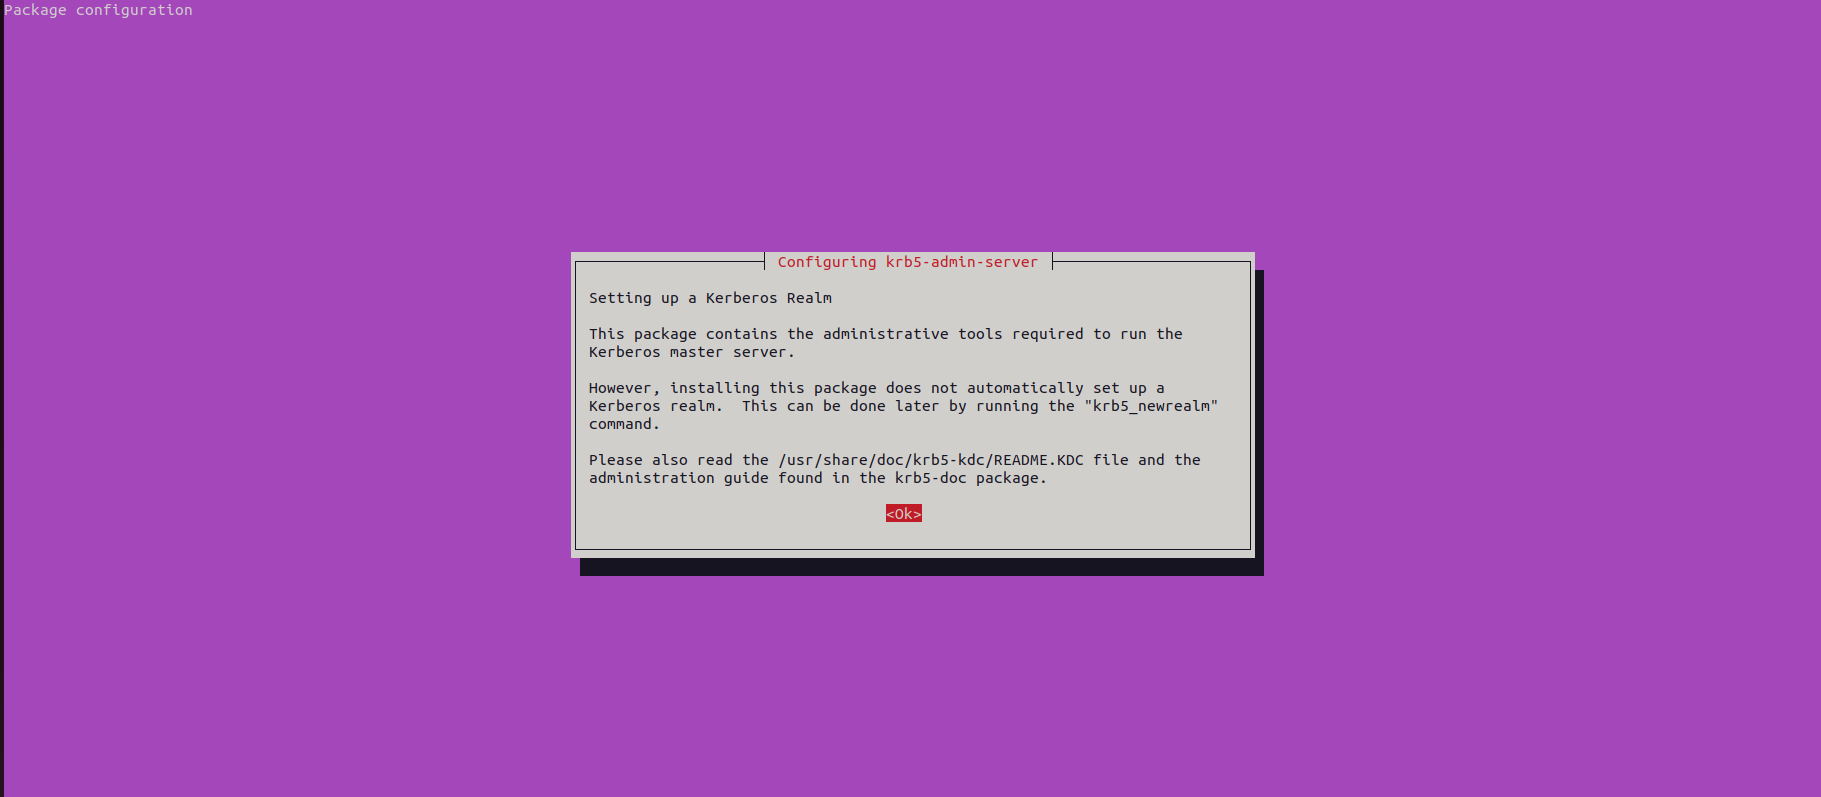 Package configuration
Configuring krb5-admin-server
Setting up a Kerberos Realm
This package contains the administrative tools required to run the
Kerberos master server.
However, installing this package does not automatically set up a
Kerberos realm.  This can be done later by running the "krb5_newrealm"
command.
Please also read the /usr/share/doc/krb5-kdc/README.KDC file and the
administration guide found in the krb5-doc package.
<Ok>